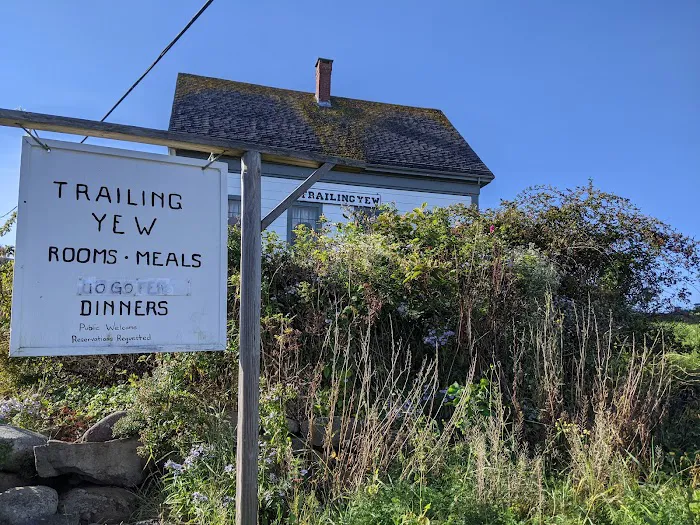 TRAILING
YEW
ROOMS · MEALS
DINNERS
Public Welcome
Reservations Requested
TRAILING YEW